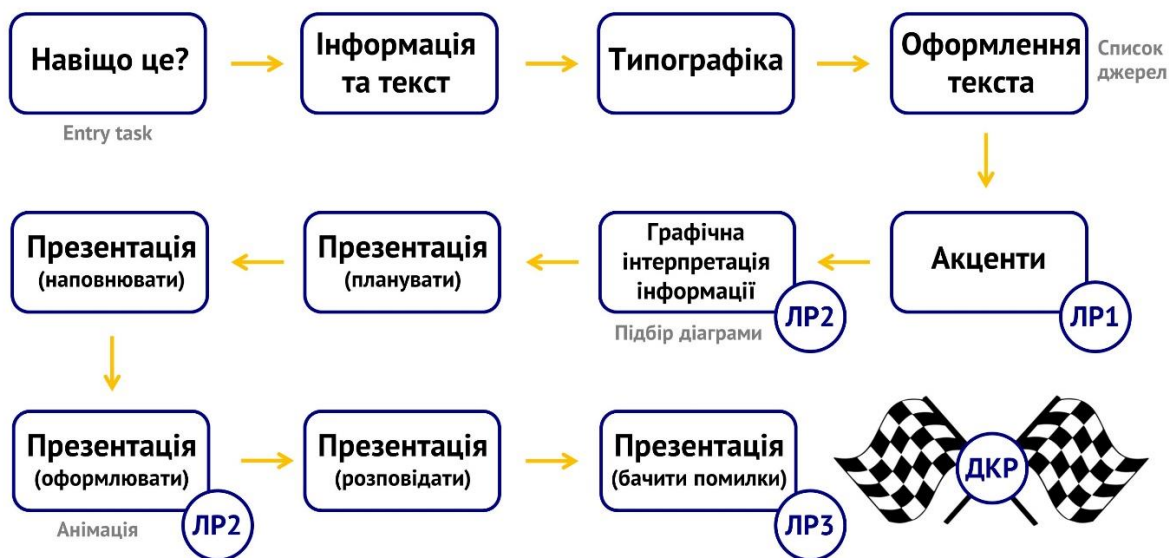 Навіщо це?
Entry task
Інформація
та текст
Типографіка
Оформлення
текста
Список
джерел
Акценти
ЛР1
Графічна
інтерпретація
інформації
ЛР2
Підбір діаграми
Презентація
(планувати)
Презентація
(наповнювати)
Презентація
(оформлювати)
ЛР2
Анімація
Презентація
(розповідати)
Презентація
(бачити помилки)
ЛР3
ДКР